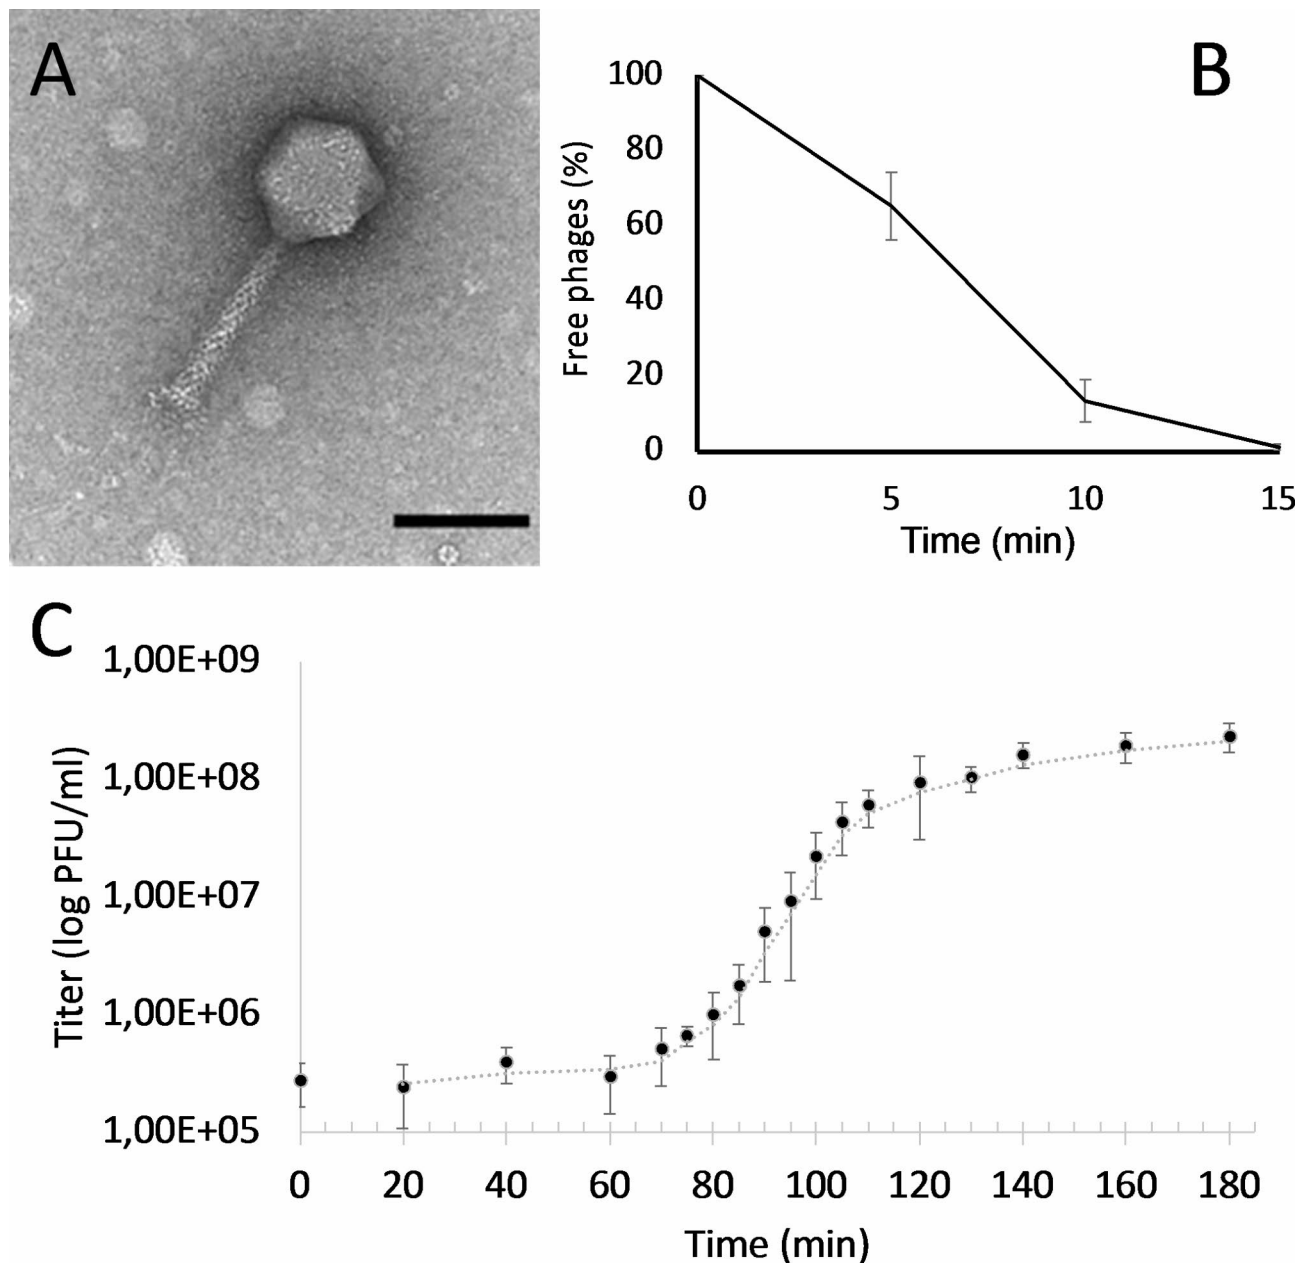 A
B
100
80
60
40
20
0
Free phages (%)
0 5 10 15
Time (min)
C
1,00E+09
1,00E+08
1,00E+07
1,00E+06
1,00E+05
Titer (log PFU/ml)
0 20 40 60 80 100 120 140 160 180
Time (min)